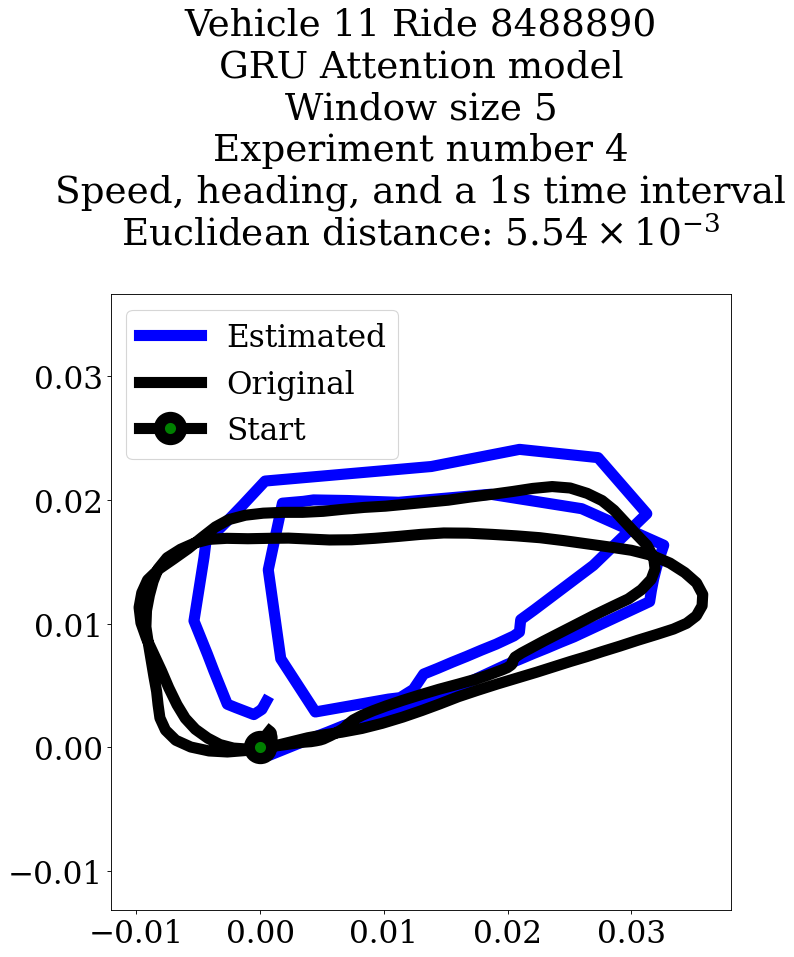 Vehicle 11 Ride 8488890
GRU Attention model
Window size 5
Experiment number 4
Speed, heading, and a 1s time interval
Euclidean distance: 5.54 × 10⁻³
Estimated
Original
Start
0.03
0.02
0.01
0.00
−0.01
−0.01 0.00 0.01 0.02 0.03